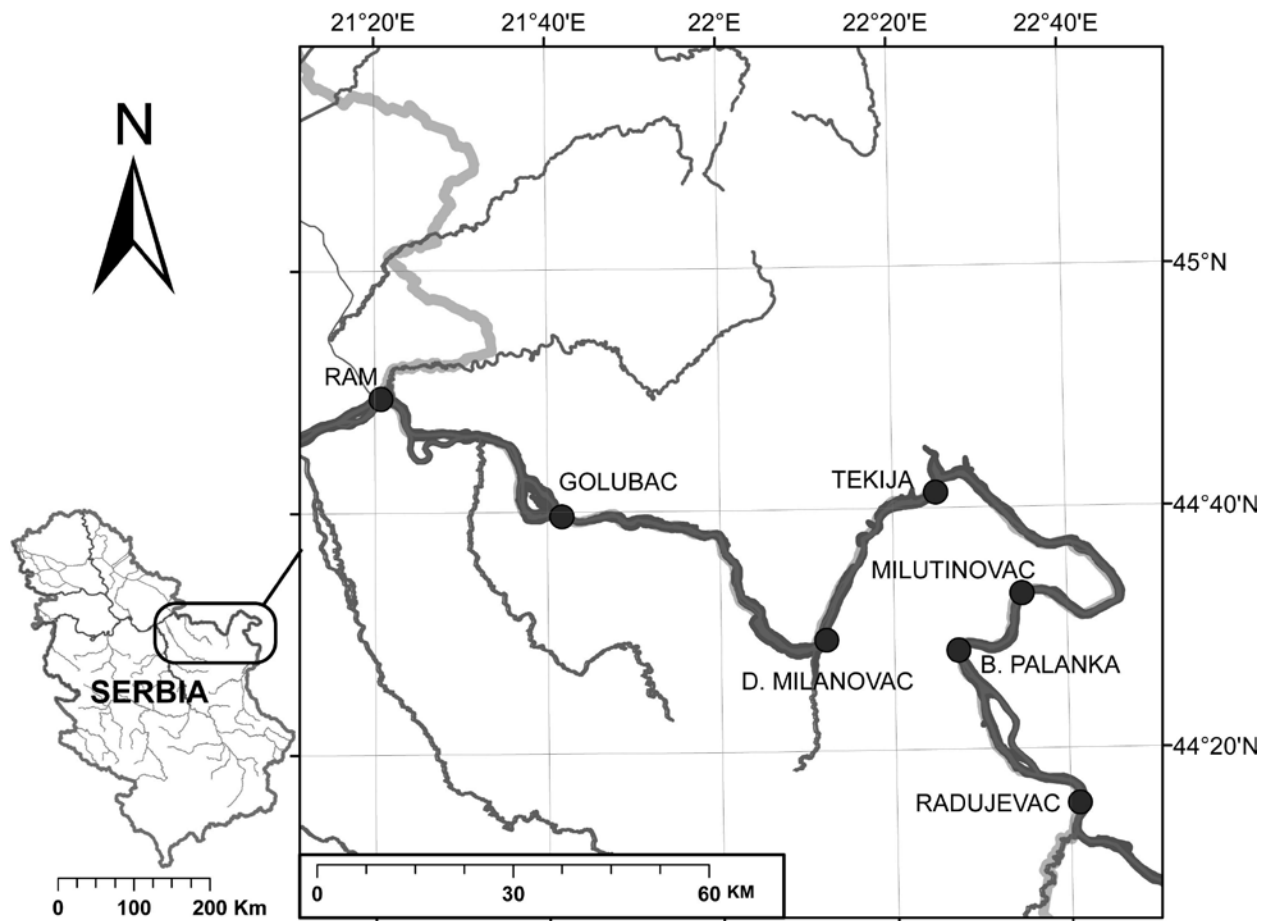 21°20'E 21°40'E 22°E 22°20'E 22°40'E
N
45°N
RAM
GOLUBAC
TEKIJA
44°40'N
MILUTINOVAC
B. PALANKA
SERBIA
D. MILANOVAC
44°20'N
RADUJEVAC
0 30 60 KM
0 100 200 Km